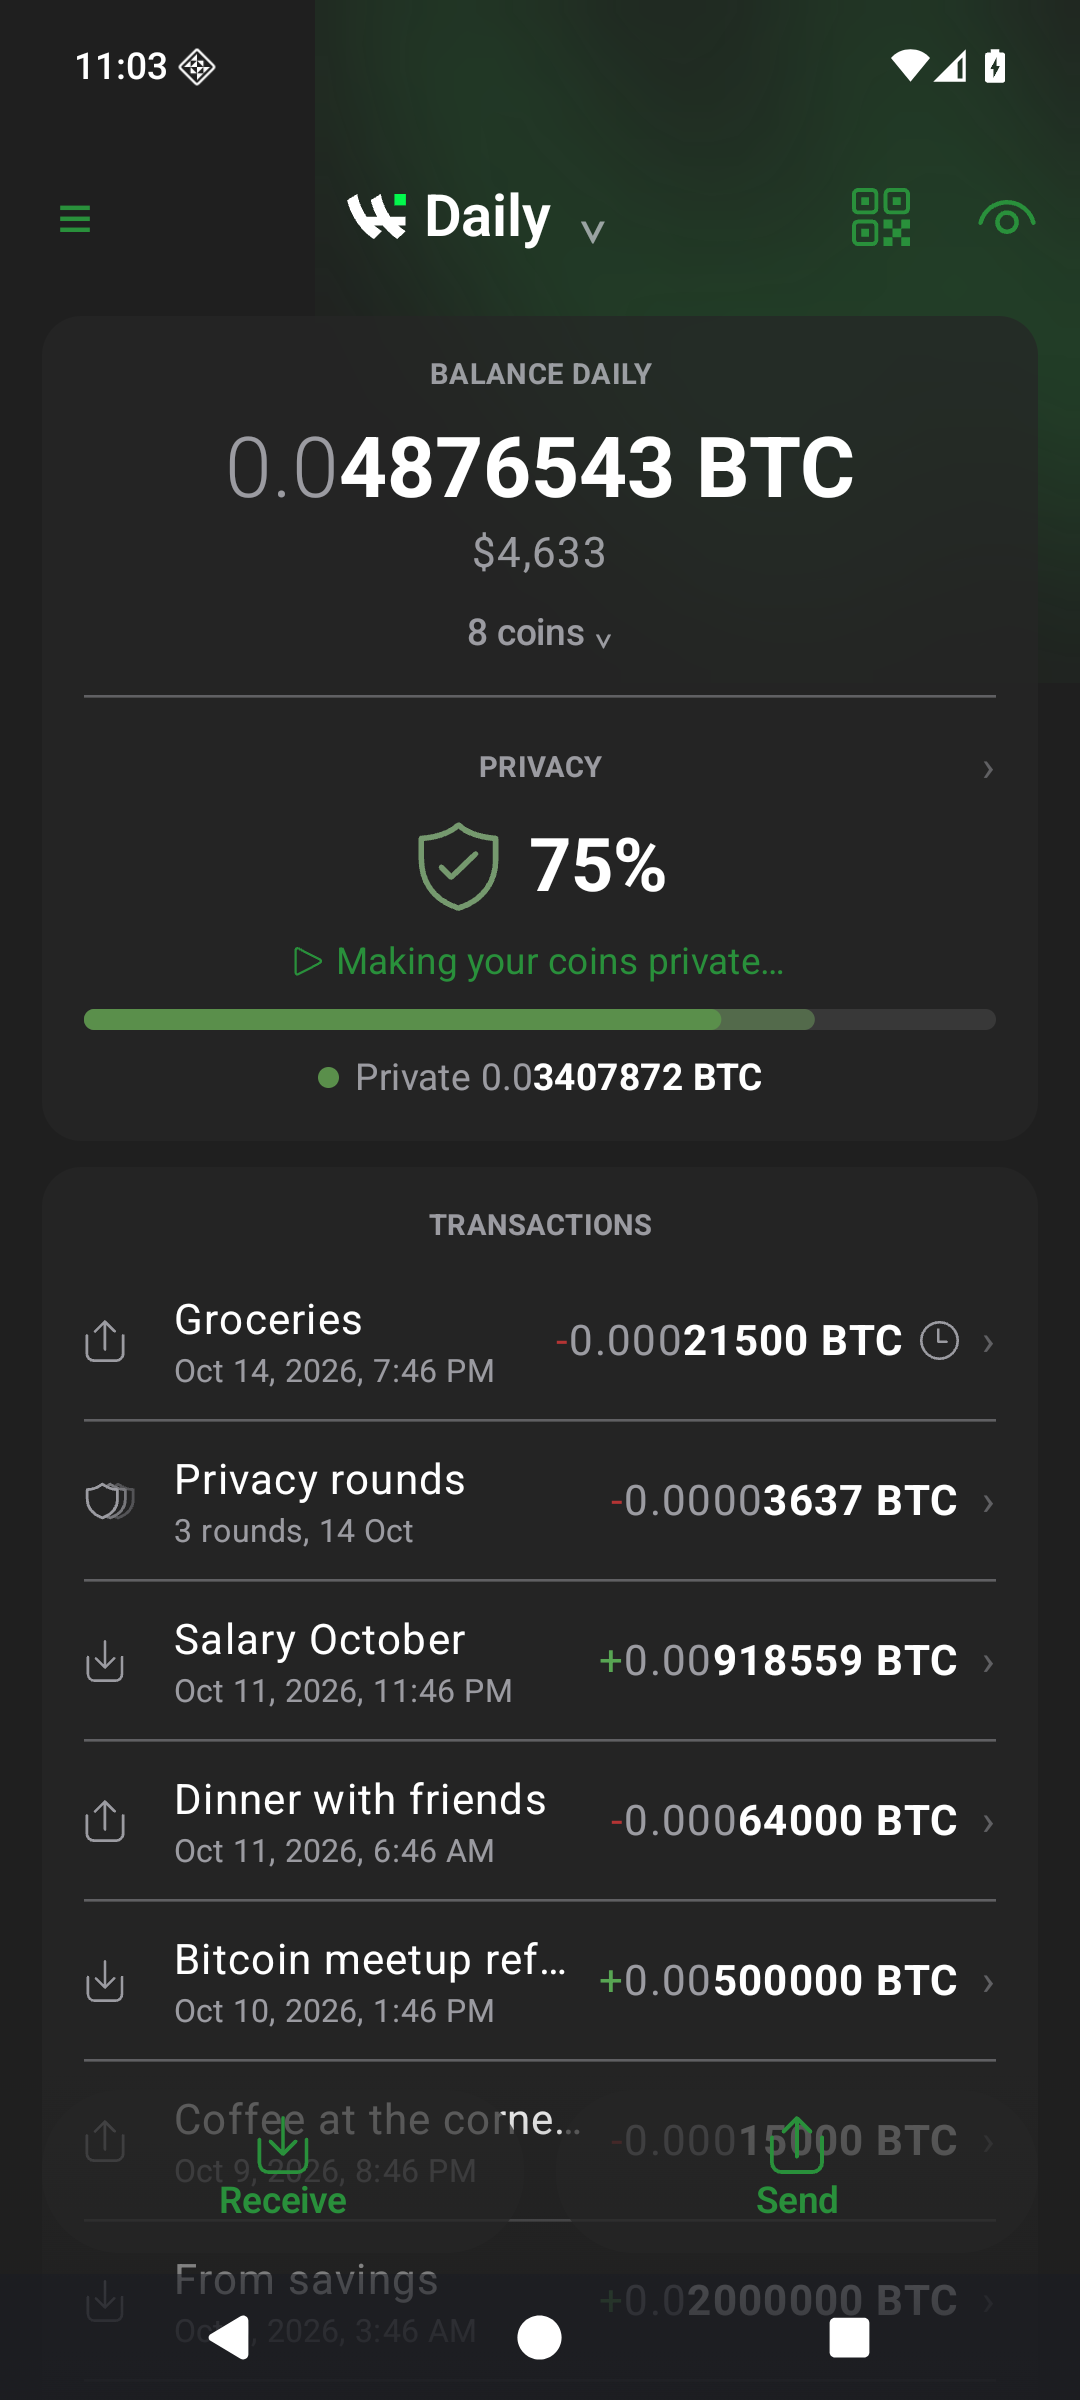 11:03
Daily
BALANCE DAILY
0.04876543 BTC
$4,633
8 coins
PRIVACY
75%
Making your coins private...
Private 0.03407872 BTC
TRANSACTIONS
Groceries
-0.00021500 BTC
Oct 14, 2026, 7:46 PM
Privacy rounds
-0.00003637 BTC
3 rounds, 14 Oct
Salary October
+0.00918559 BTC
Oct 11, 2026, 11:46 PM
Dinner with friends
-0.00064000 BTC
Oct 11, 2026, 6:46 AM
Bitcoin meetup ref...
+0.00500000 BTC
Oct 10, 2026, 1:46 PM
Coffee at the corne...
-0.00015000 BTC
Oct 9, 2026, 8:46 PM
Receive
Send
From savings
+0.02000000 BTC
Oct 2026, 3:46 AM